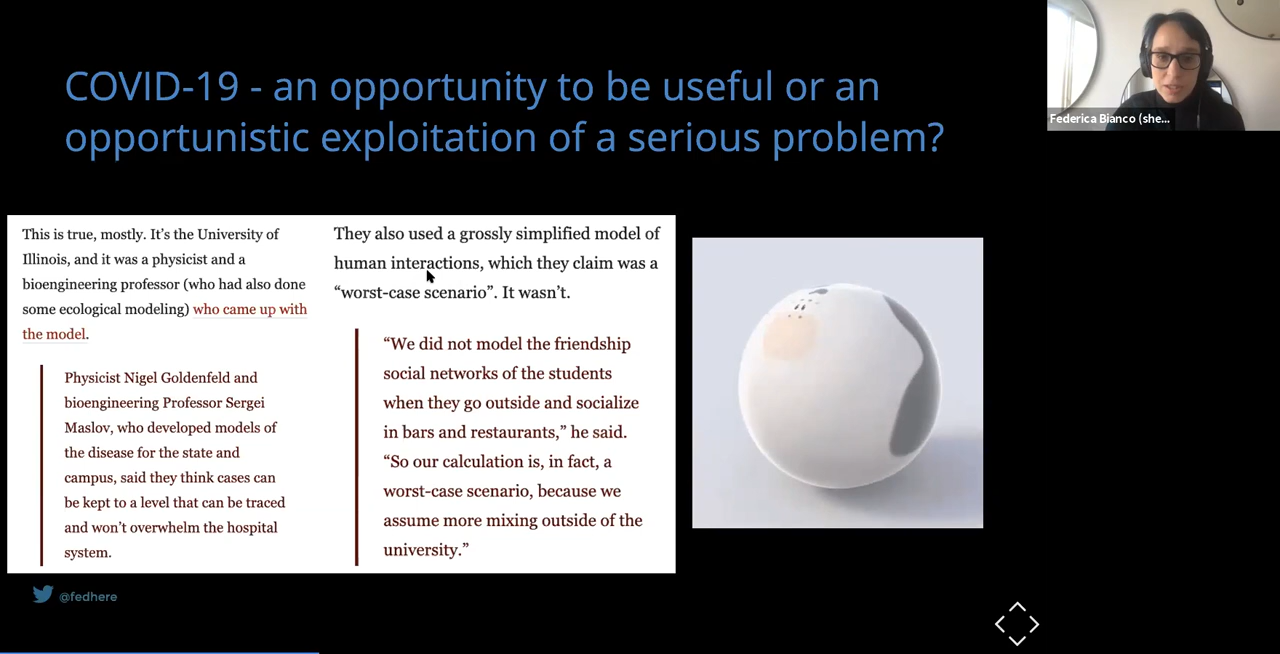 COVID-19 - an opportunity to be useful or an
opportunistic exploitation of a serious problem?
Federica Bianco (she...
This is true, mostly. It’s the University of
Illinois, and it was a physicist and a
bioengineering professor (who had also done
some ecological modeling) who came up with
the model.
Physicist Nigel Goldenfeld and
bioengineering Professor Sergei
Maslov, who developed models of
the disease for the state and
campus, said they think cases can
be kept to a level that can be traced
and won’t overwhelm the hospital
system.
They also used a grossly simplified model of
human interactions, which they claim was a
“worst-case scenario”. It wasn’t.
“We did not model the friendship
social networks of the students
when they go outside and socialize
in bars and restaurants,” he said.
“So our calculation is, in fact, a
worst-case scenario, because we
assume more mixing outside of the
university.”
@fedhere